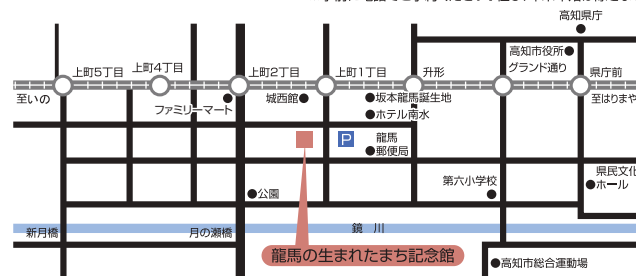 高知県庁
高知市役所
グランド通り
上町5丁目
上町4丁目
上町2丁目
上町1丁目
升形
県庁前
至いの
ファミリーマート
城西館
坂本龍馬誕生地
至はりまや
ホテル南水
P
龍馬
郵便局
第六小学校
県民文化
ホール
公園
新月橋
月の瀬橋
鏡川
龍馬の生まれたまち記念館
高知市総合運動場